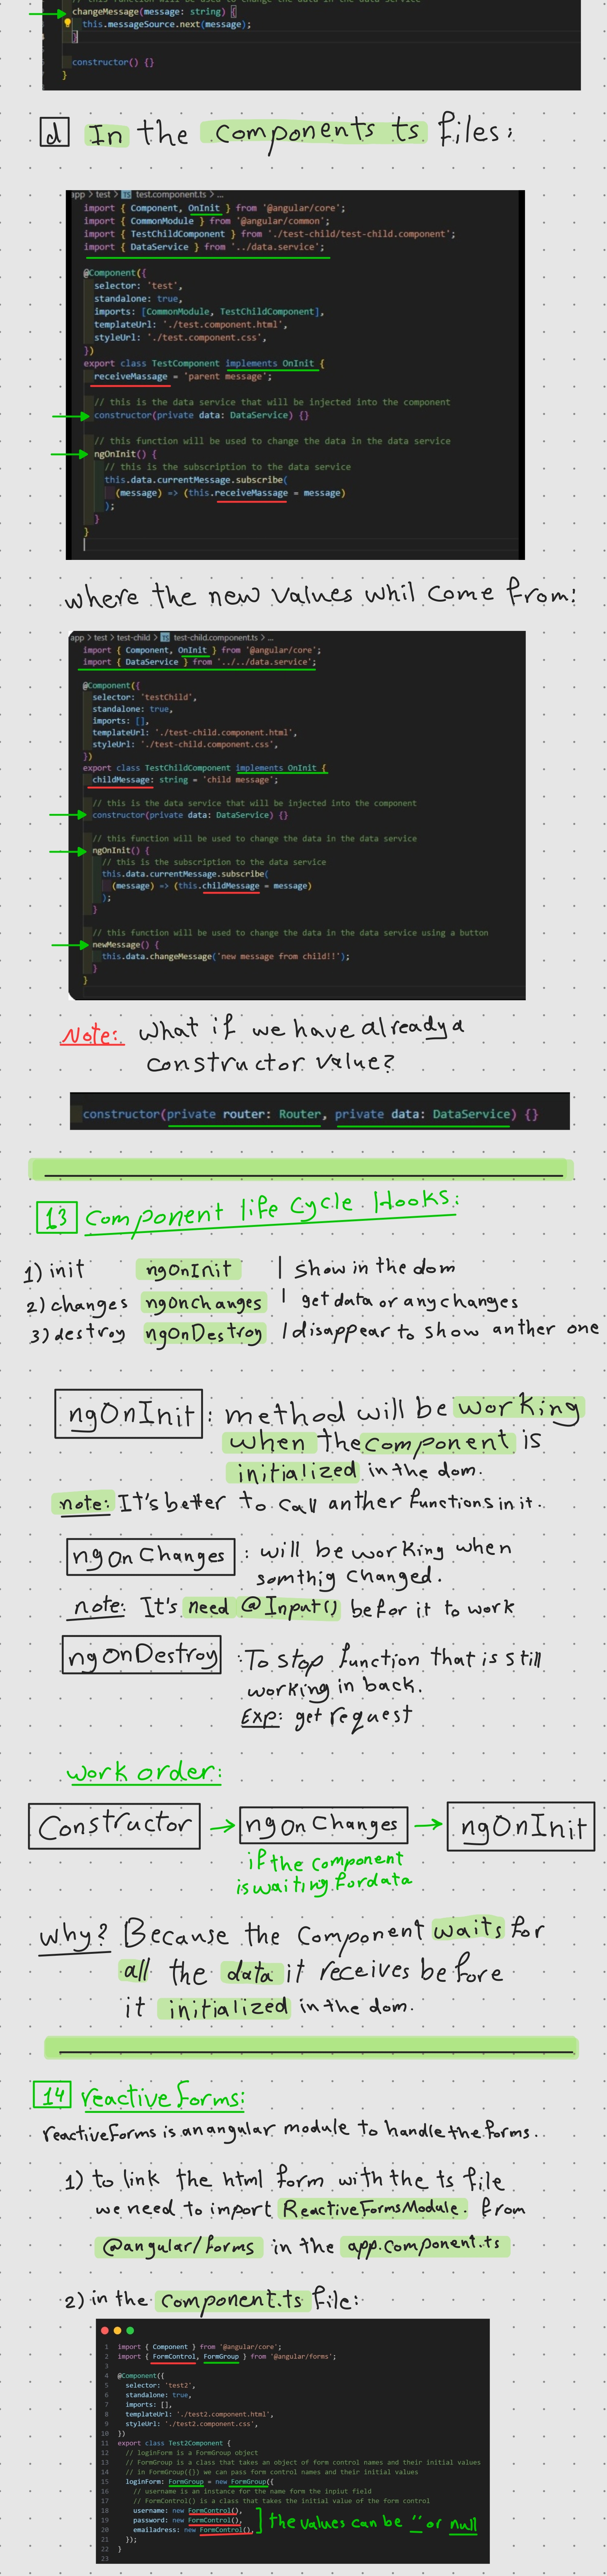 // this function will be used to change the data in the data service
changeMessage(message: string) {
this.messageSource.next(message);
}
constructor() {}
}
d In the components ts files:
app > test > TS test.component.ts > ...
import { Component, OnInit } from '@angular/core';
import { CommonModule } from '@angular/common';
import { TestChildComponent } from './test-child/test-child.component';
import { DataService } from '../data.service';
@Component({
selector: 'test',
standalone: true,
imports: [CommonModule, TestChildComponent],
templateUrl: './test.component.html',
styleUrl: './test.component.css',
})
export class TestComponent implements OnInit {
receiveMassage = 'parent message';
// this is the data service that will be injected into the component
constructor(private data: DataService) {}
// this function will be used to change the data in the data service
ngOnInit() {
// this is the subscription to the data service
this.data.currentMessage.subscribe(
(message) => (this.receiveMassage = message)
);
}
}
where the new values whil come from:
app > test > test-child > TS test-child.component.ts > ...
import { Component, OnInit } from '@angular/core';
import { DataService } from '../../data.service';
@Component({
selector: 'testChild',
standalone: true,
imports: [],
templateUrl: './test-child.component.html',
styleUrl: './test-child.component.css',
})
export class TestChildComponent implements OnInit {
childMessage: string = 'child message';
// this is the data service that will be injected into the component
constructor(private data: DataService) {}
// this function will be used to change the data in the data service
ngOnInit() {
// this is the subscription to the data service
this.data.currentMessage.subscribe(
(message) => (this.childMessage = message)
);
}
// this function will be used to change the data in the data service using a button
newMessage() {
this.data.changeMessage('new message from child!!');
}
}
Note: What if we have already a
constructor value?
constructor(private router: Router, private data: DataService) {}
13 Component life Cycle Hooks:
1) init ngOnInit | show in the dom
2) changes ngonchanges | get data or any changes
3) destroy ngOnDestroy | disappear to show anther one
ngOnInit : method will be working
when the component is
initialized in the dom.
note: It's better to call anther functions in it.
ngOnChanges : will be working when
somthig changed.
note: It's need @Input() befor it to work
ngOnDestroy : To stop function that is still
working in back.
Exp: get request
work order:
Constructor → ngOnChanges → ngOnInit
if the component
is waiting for data
why? Because the component waits for
all the data it receives before
it initialized in the dom.
14 reactive forms:
reactiveForms is an angular module to handle the forms.
1) to link the html form with the ts file
we need to import ReactiveFormsModule. from
@angular/forms in the app.component.ts
2) in the component.ts file:
1 import { Component } from '@angular/core';
2 import { FormControl, FormGroup } from '@angular/forms';
3
4 @Component({
5 selector: 'test2',
6 standalone: true,
7 imports: [],
8 templateUrl: './test2.component.html',
9 styleUrl: './test2.component.css',
10 })
11 export class Test2Component {
12 // loginForm is a FormGroup object
13 // FormGroup is a class that takes an object of form control names and their initial values
14 // in FormGroup({}) we can pass form control names and their initial values
15 loginForm: FormGroup = new FormGroup({
16 // username is an instance for the name form the input field
17 // FormControl() is a class that takes the initial value of the form control
18 username: new FormControl(),
19 password: new FormControl(), the values can be '' or null
20 emailadress: new FormControl(),
21 });
22 }
23